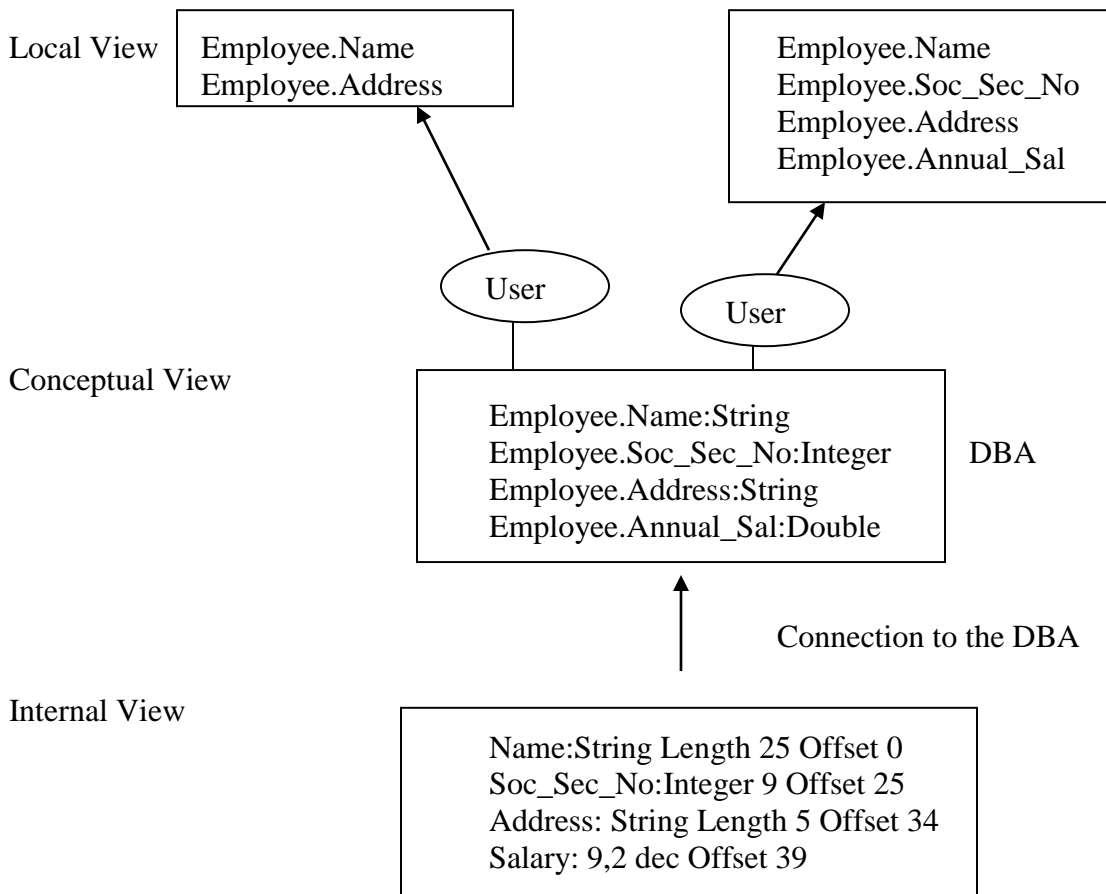 Local View
Employee.Name
Employee.Address
Employee.Name
Employee.Soc_Sec_No
Employee.Address
Employee.Annual_Sal
User
User
Conceptual View
Employee.Name:String
Employee.Soc_Sec_No:Integer
Employee.Address:String
Employee.Annual_Sal:Double
DBA
Connection to the DBA
Internal View
Name:String Length 25 Offset 0
Soc_Sec_No:Integer 9 Offset 25
Address: String Length 5 Offset 34
Salary: 9,2 dec Offset 39